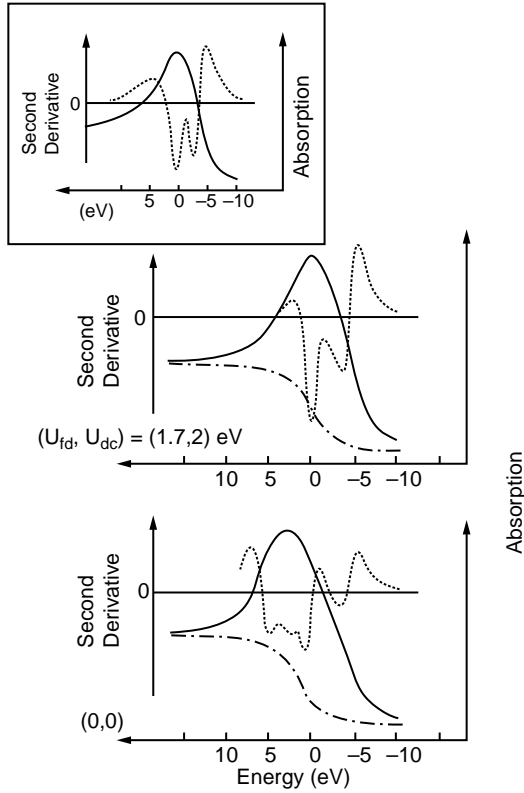 Second
Derivative
0
Absorption
(eV)
5 0 –5 –10
Second
Derivative
0
(U_fd, U_dc) = (1.7,2) eV
10 5 0 –5 –10
Absorption
Second
Derivative
0
(0,0)
10 5 0 –5 –10
Energy (eV)